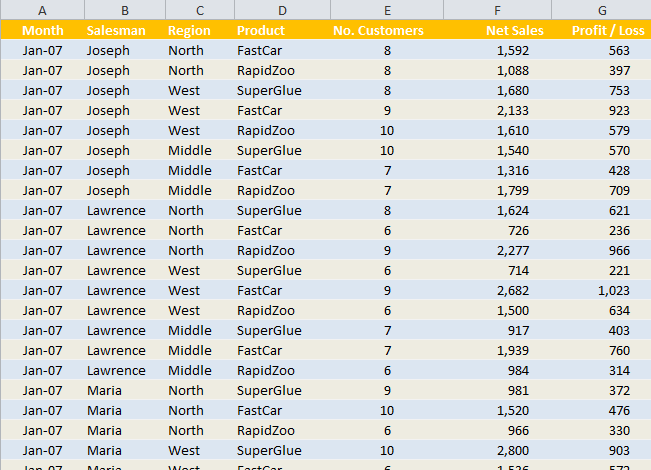 A B C D E F G
Month Salesman Region Product No. Customers Net Sales Profit / Loss
Jan-07 Joseph North FastCar 8 1,592 563
Jan-07 Joseph North RapidZoo 8 1,088 397
Jan-07 Joseph West SuperGlue 8 1,680 753
Jan-07 Joseph West FastCar 9 2,133 923
Jan-07 Joseph West RapidZoo 10 1,610 579
Jan-07 Joseph Middle SuperGlue 10 1,540 570
Jan-07 Joseph Middle FastCar 7 1,316 428
Jan-07 Joseph Middle RapidZoo 7 1,799 709
Jan-07 Lawrence North SuperGlue 8 1,624 621
Jan-07 Lawrence North FastCar 6 726 236
Jan-07 Lawrence North RapidZoo 9 2,277 966
Jan-07 Lawrence West SuperGlue 6 714 221
Jan-07 Lawrence West FastCar 9 2,682 1,023
Jan-07 Lawrence West RapidZoo 6 1,500 634
Jan-07 Lawrence Middle SuperGlue 7 917 403
Jan-07 Lawrence Middle FastCar 7 1,939 760
Jan-07 Lawrence Middle RapidZoo 6 984 314
Jan-07 Maria North SuperGlue 9 981 372
Jan-07 Maria North FastCar 10 1,520 476
Jan-07 Maria North RapidZoo 6 966 330
Jan-07 Maria West SuperGlue 10 2,800 903
Jan-07 Maria West FastCar